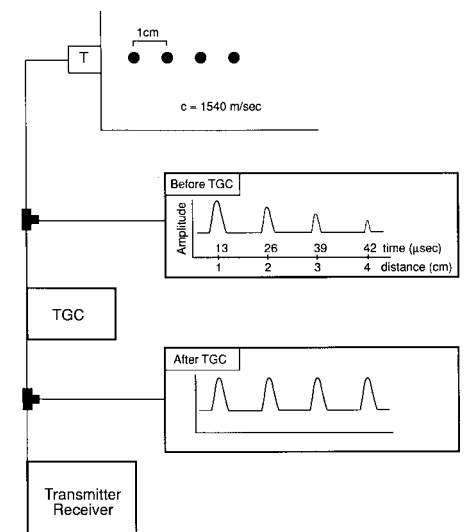 1cm
T
c = 1540 m/sec
Before TGC
Amplitude
13 26 39 42 time (μsec)
1 2 3 4 distance (cm)
TGC
After TGC
Transmitter
Receiver